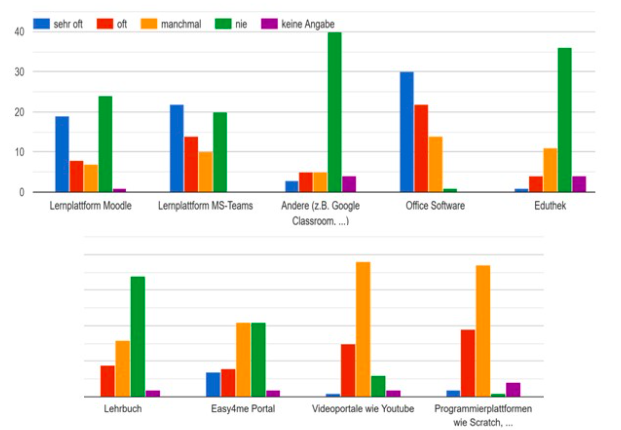 sehr oft oft manchmal nie keine Angabe
40
30
20
10
0
Lernplattform Moodle Lernplattform MS-Teams Andere (z.B. Google Office Software Eduthek
Classroom, ...)
Lehrbuch Easy4me Portal Videoportale wie Youtube Programmierplattformen
wie Scratch, ...